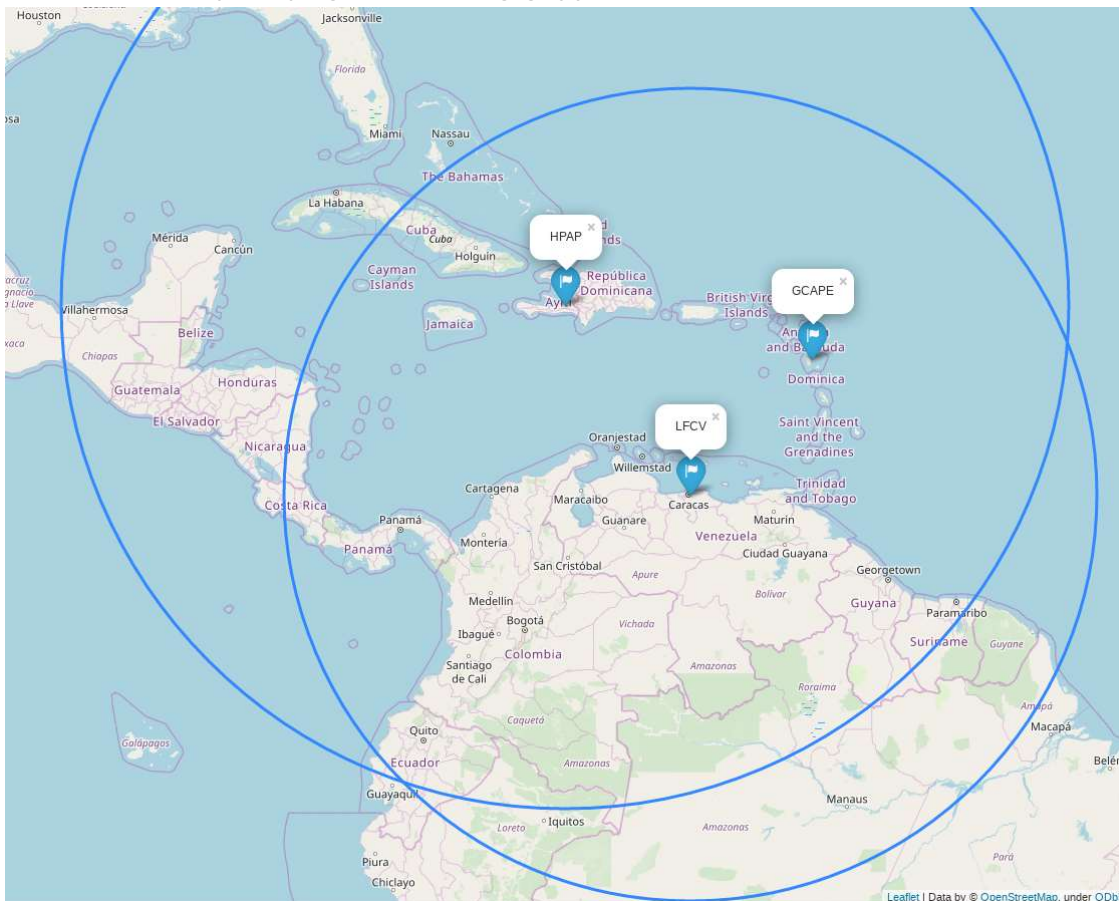 Houston
Jacksonville
Florida
Miami
Nassau
The Bahamas
La Habana
Cuba
Cuba
Holguín
Mérida
Cancún
Cayman
Islands
Jamaica
HPAP
×
República
Dominicana
British Virg
Islands
GCAPE
×
and Barbuda
Dominica
Villahermosa
Belize
Chiapas
Guatemala
Honduras
El Salvador
Nicaragua
Costa Rica
Panamá
Panamá
Saint Vincent
and the
Grenadines
LFCV
×
Oranjestad
Willemstad
Trinidad
and Tobago
Cartagena
Maracaibo
Caracas
Guanare
Maturín
Venezuela
Montería
San Cristóbal
Apure
Ciudad Guayana
Bolívar
Georgetown
Guyana
Paramaribo
Suriname
Guyane
Medellín
Bogotá
Ibagué
Vichada
Colombia
Santiago
de Cali
Amazonas
Roraima
Amapá
Macapá
Belér
Caquetá
Quito
Ecuador
Amazonas
Galápagos
Guayaquil
Manaus
Iquitos
Loreto
Amazonas
Piura
Pará
Chiclayo
Leaflet | Data by © OpenStreetMap, under ODb